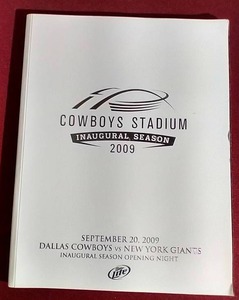 COWBOYS STADIUM
INAUGURAL SEASON
2009
SEPTEMBER 20, 2009
DALLAS COWBOYS vs NEW YORK GIANTS
INAUGURAL SEASON OPENING NIGHT
Lite